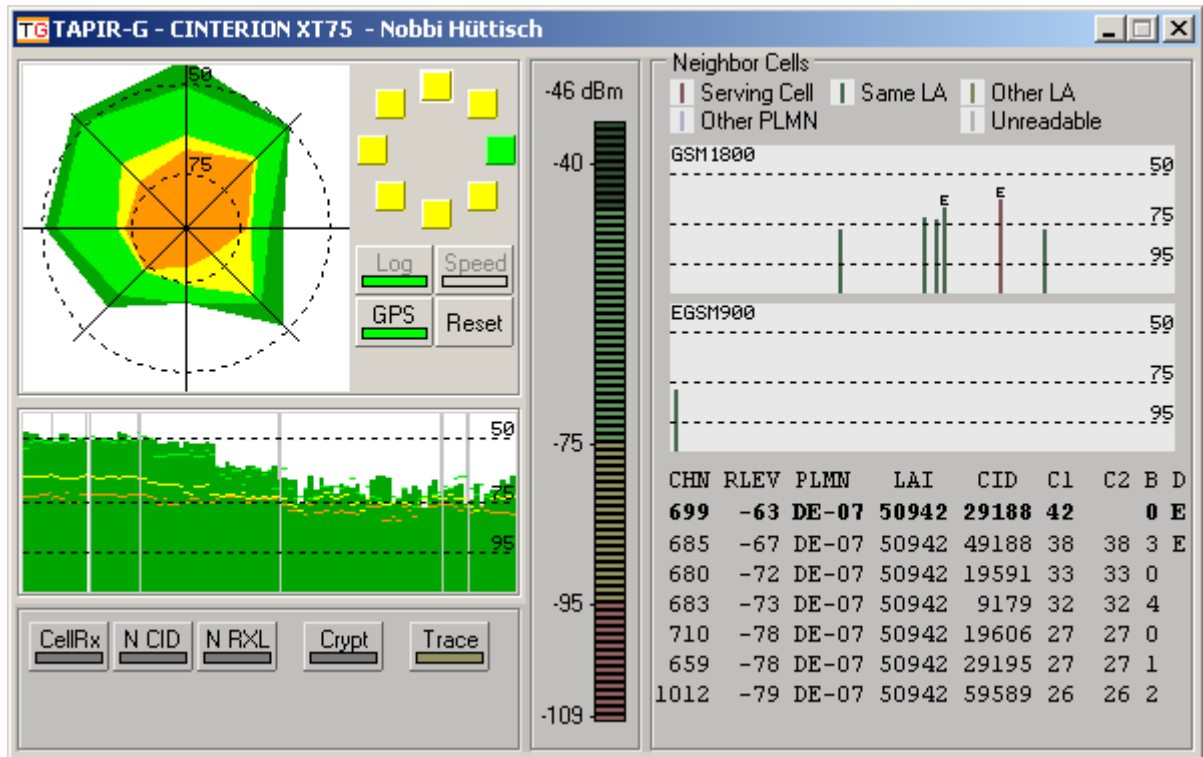 TG TAPIR-G - CINTERION XT75 - Nobbi Hüttisch
50
75
Log Speed
GPS Reset
50
75
95
CellRx N CID N RXL Crypt Trace
-46 dBm
-40
-75
-95
-109
Neighbor Cells
Serving Cell Same LA Other LA
Other PLMN Unreadable
GSM1800
50
E E
75
95
EGSM900
50
75
95
CHN RLEV PLMN LAI CID C1 C2 B D
699 -63 DE-07 50942 29188 42 0 E
685 -67 DE-07 50942 49188 38 38 3 E
680 -72 DE-07 50942 19591 33 33 0
683 -73 DE-07 50942 9179 32 32 4
710 -78 DE-07 50942 19606 27 27 0
659 -78 DE-07 50942 29195 27 27 1
1012 -79 DE-07 50942 59589 26 26 2